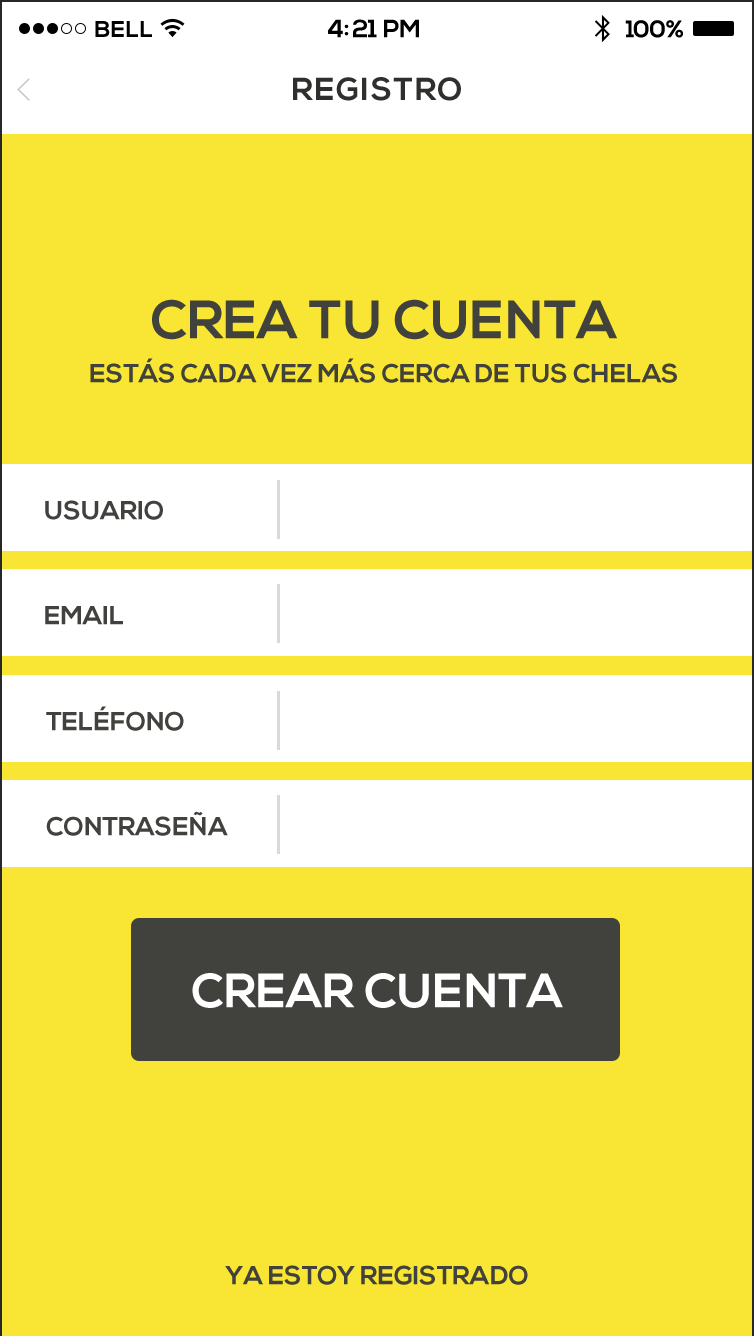 BELL 4:21 PM 100%
REGISTRO
CREA TU CUENTA
ESTÁS CADA VEZ MÁS CERCA DE TUS CHELAS
USUARIO
EMAIL
TELÉFONO
CONTRASEÑA
CREAR CUENTA
YA ESTOY REGISTRADO